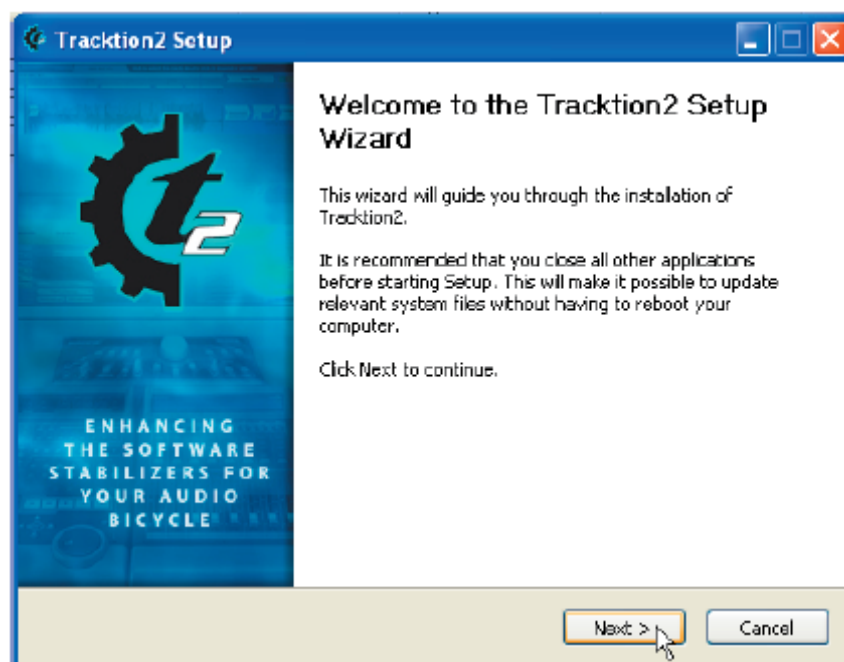 Tracktion2 Setup
Welcome to the Tracktion2 Setup
Wizard
This wizard will guide you through the installation of
Tracktion2.
It is recommended that you close all other applications
before starting Setup. This will make it possible to update
relevant system files without having to reboot your
computer.
Click Next to continue.
t2
ENHANCING
THE SOFTWARE
STABILIZERS FOR
YOUR AUDIO
BICYCLE
Next >
Cancel